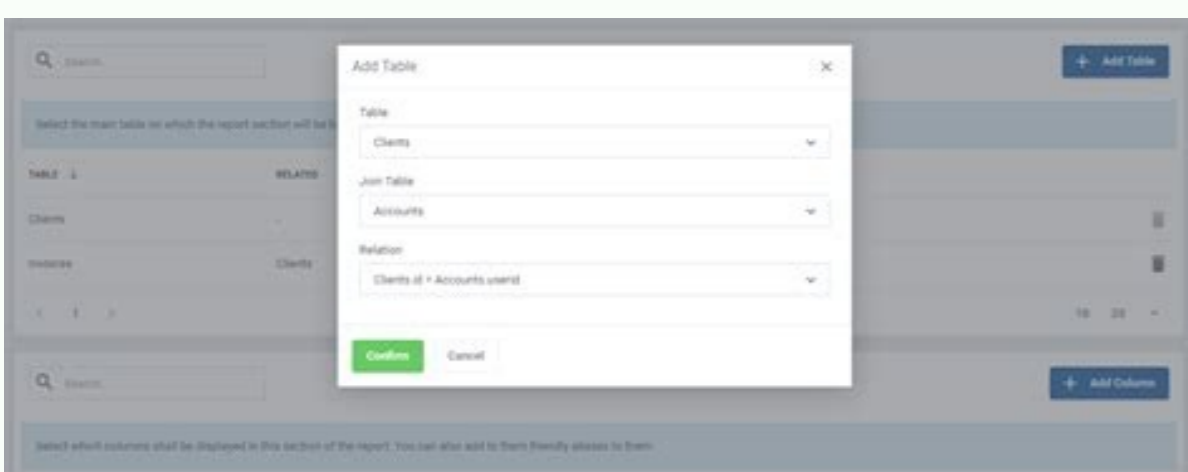 Search
+ Add Table
Select the main table on which the report section will be b
TABLE ↓ RELATED
Clients -
Invoices Clients
< 1 > 10 20
Add Table ×
Table
Clients
Join Table
Accounts
Relation
Clients.id = Accounts.userid
Confirm Cancel
Search
+ Add Column
Select which columns shall be displayed in this section of the report. You can also add to them friendly aliases to them